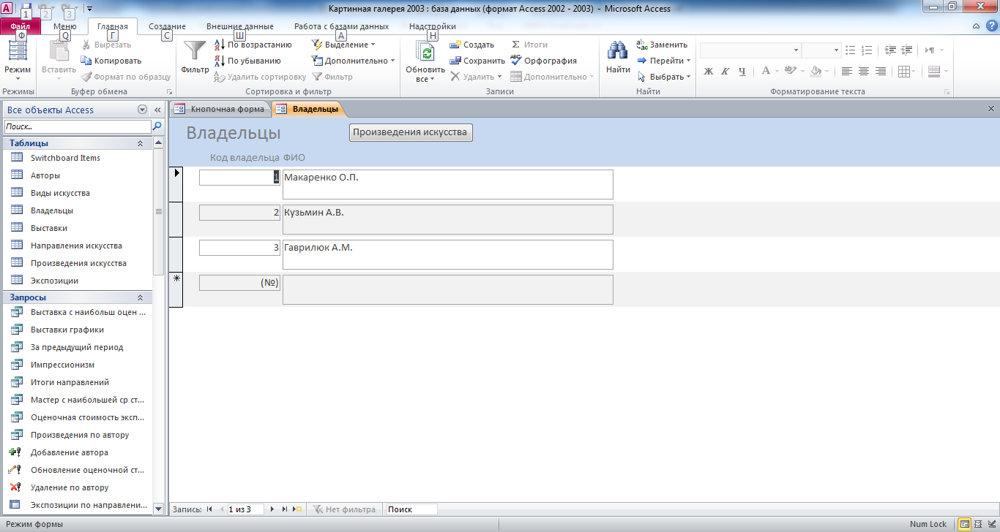 Картинная галерея 2003 : база данных (формат Access 2002 - 2003) - Microsoft Access
1 2 3
Файл Меню Главная Создание Внешние данные Работа с базами данных Надстройки
Ф Q Г С Ш А Н
Режим
Режимы
Вставить
Вырезать
Копировать
Формат по образцу
Буфер обмена
Фильтр
По возрастанию
По убыванию
Удалить сортировку
Выделение
Дополнительно
Фильтр
Сортировка и фильтр
Обновить
все
Создать
Сохранить
Удалить
Итоги
Орфография
Дополнительно
Записи
Найти
Заменить
Перейти
Выбрать
Найти
Ж К Ч
Форматирование текста
Все объекты Access
Поиск...
Таблицы
Switchboard Items
Авторы
Виды искусства
Владельцы
Выставки
Направления искусства
Произведения искусства
Экспозиции
Запросы
Выставка с наибольш оцен ...
Выставки графики
За предыдущий период
Импрессионизм
Итоги направлений
Мастер с наибольшей ср ст...
Оценочная стоимость эксп...
Произведения по автору
Добавление автора
Обновление оценочной ст...
Удаление по автору
Экспозиции по направлени...
Кнопочная форма Владельцы
Владельцы Произведения искусства
Код владельца ФИО
1 Макаренко О.П.
2 Кузьмин А.В.
3 Гаврилюк А.М.
(№)
Запись: 1 из 3 Нет фильтра Поиск
Режим формы Num Lock